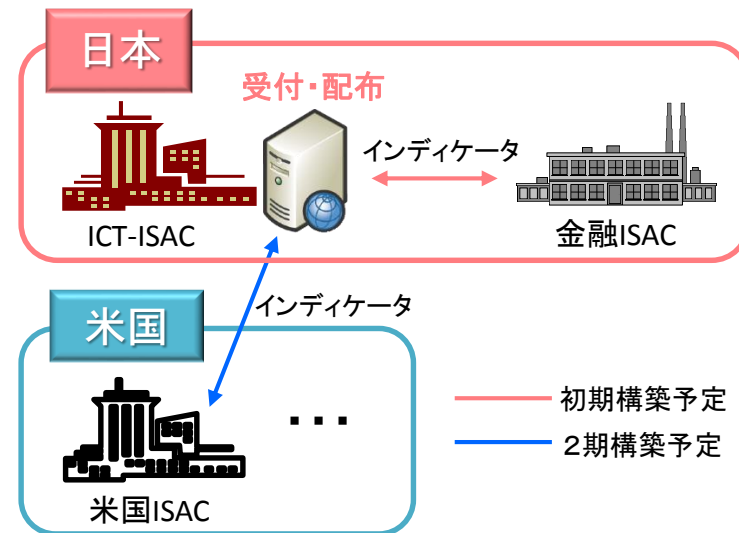 日本
受付・配布
インディケータ
ICT-ISAC
金融ISAC
インディケータ
米国
・・・
初期構築予定
２期構築予定
米国ISAC